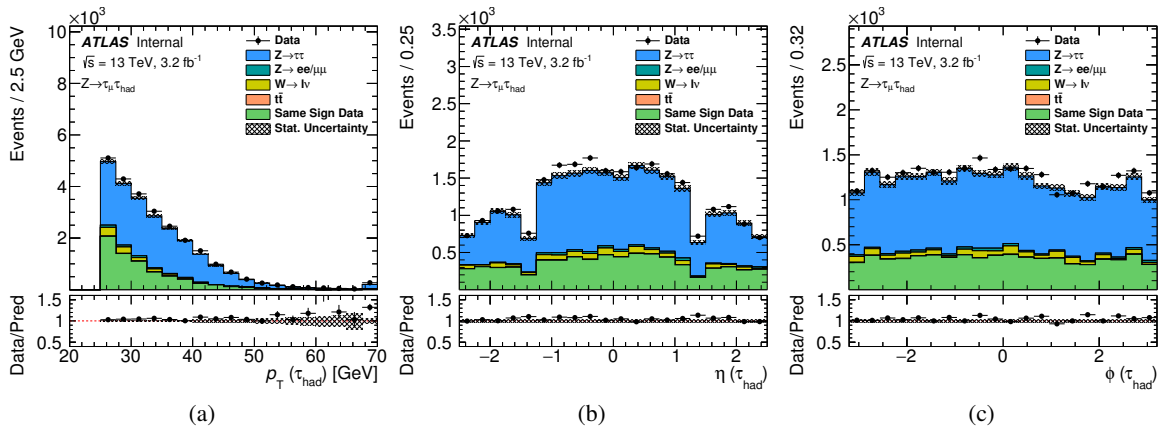 ×10³
Events / 2.5 GeV
10
8
6
4
2
ATLAS Internal
√s = 13 TeV, 3.2 fb⁻¹
Z→τμτhad
Data
Z→ττ
Z→ ee/μμ
W→ lν
tt̄
Same Sign Data
Stat. Uncertainty
Data/Pred
1.5
1
0.5
20 30 40 50 60 70
pT (τhad) [GeV]
(a)
×10³
Events / 0.25
3.5
3
2.5
2
1.5
1
0.5
ATLAS Internal
√s = 13 TeV, 3.2 fb⁻¹
Z→τμτhad
Data
Z→ττ
Z→ ee/μμ
W→ lν
tt̄
Same Sign Data
Stat. Uncertainty
Data/Pred
1.5
1
0.5
−2 −1 0 1 2
η (τhad)
(b)
×10³
Events / 0.32
3
2.5
2
1.5
1
0.5
ATLAS Internal
√s = 13 TeV, 3.2 fb⁻¹
Z→τμτhad
Data
Z→ττ
Z→ ee/μμ
W→ lν
tt̄
Same Sign Data
Stat. Uncertainty
Data/Pred
1.5
1
0.5
−2 0 2
ϕ (τhad)
(c)